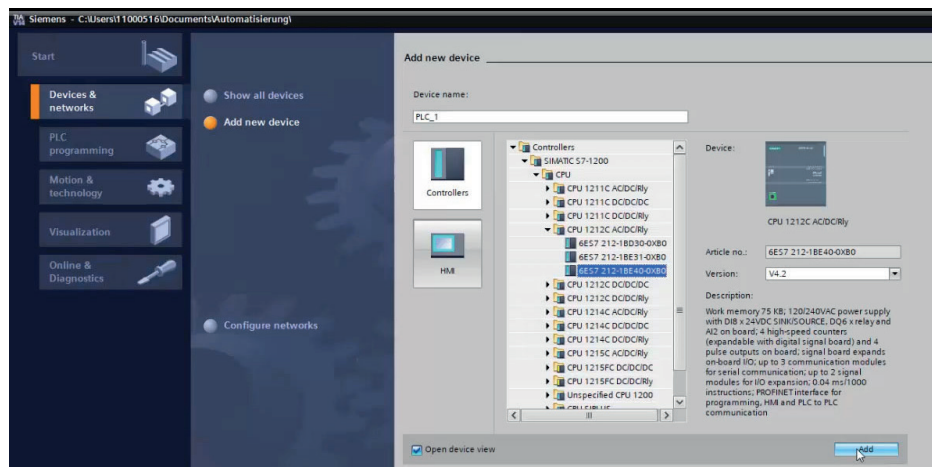 Siemens - C:\Users\11000516\Documents\Automatisierung\
Start
Devices &
networks
PLC
programming
Motion &
technology
Visualization
Online &
Diagnostics
Show all devices
Add new device
Configure networks
Add new device
Device name:
PLC_1
Controllers
HMI
Controllers
SIMATIC S7-1200
CPU
CPU 1211C AC/DC/Rly
CPU 1211C DC/DC/DC
CPU 1211C DC/DC/Rly
CPU 1212C AC/DC/Rly
6ES7 212-1BD30-0XB0
6ES7 212-1BE31-0XB0
6ES7 212-1BE40-0XB0
CPU 1212C DC/DC/DC
CPU 1212C DC/DC/Rly
CPU 1214C AC/DC/Rly
CPU 1214C DC/DC/DC
CPU 1214C DC/DC/Rly
CPU 1215C AC/DC/Rly
CPU 1215FC DC/DC/DC
CPU 1215FC DC/DC/Rly
Unspecified CPU 1200
CPU SIPLUS
Device:
CPU 1212C AC/DC/Rly
Article no.: 6ES7 212-1BE40-0XB0
Version: V4.2
Description:
Work memory 75 KB; 120/240VAC power supply
with DI8 x 24VDC SINK/SOURCE, DQ6 x relay and
AI2 on board; 4 high-speed counters
(expandable with digital signal board) and 4
pulse outputs on board; signal board expands
on-board I/O; up to 3 communication modules
for serial communication; up to 2 signal
modules for I/O expansion; 0.04 ms/1000
instructions; PROFINET interface for
programming, HMI and PLC to PLC
communication
Open device view
Add